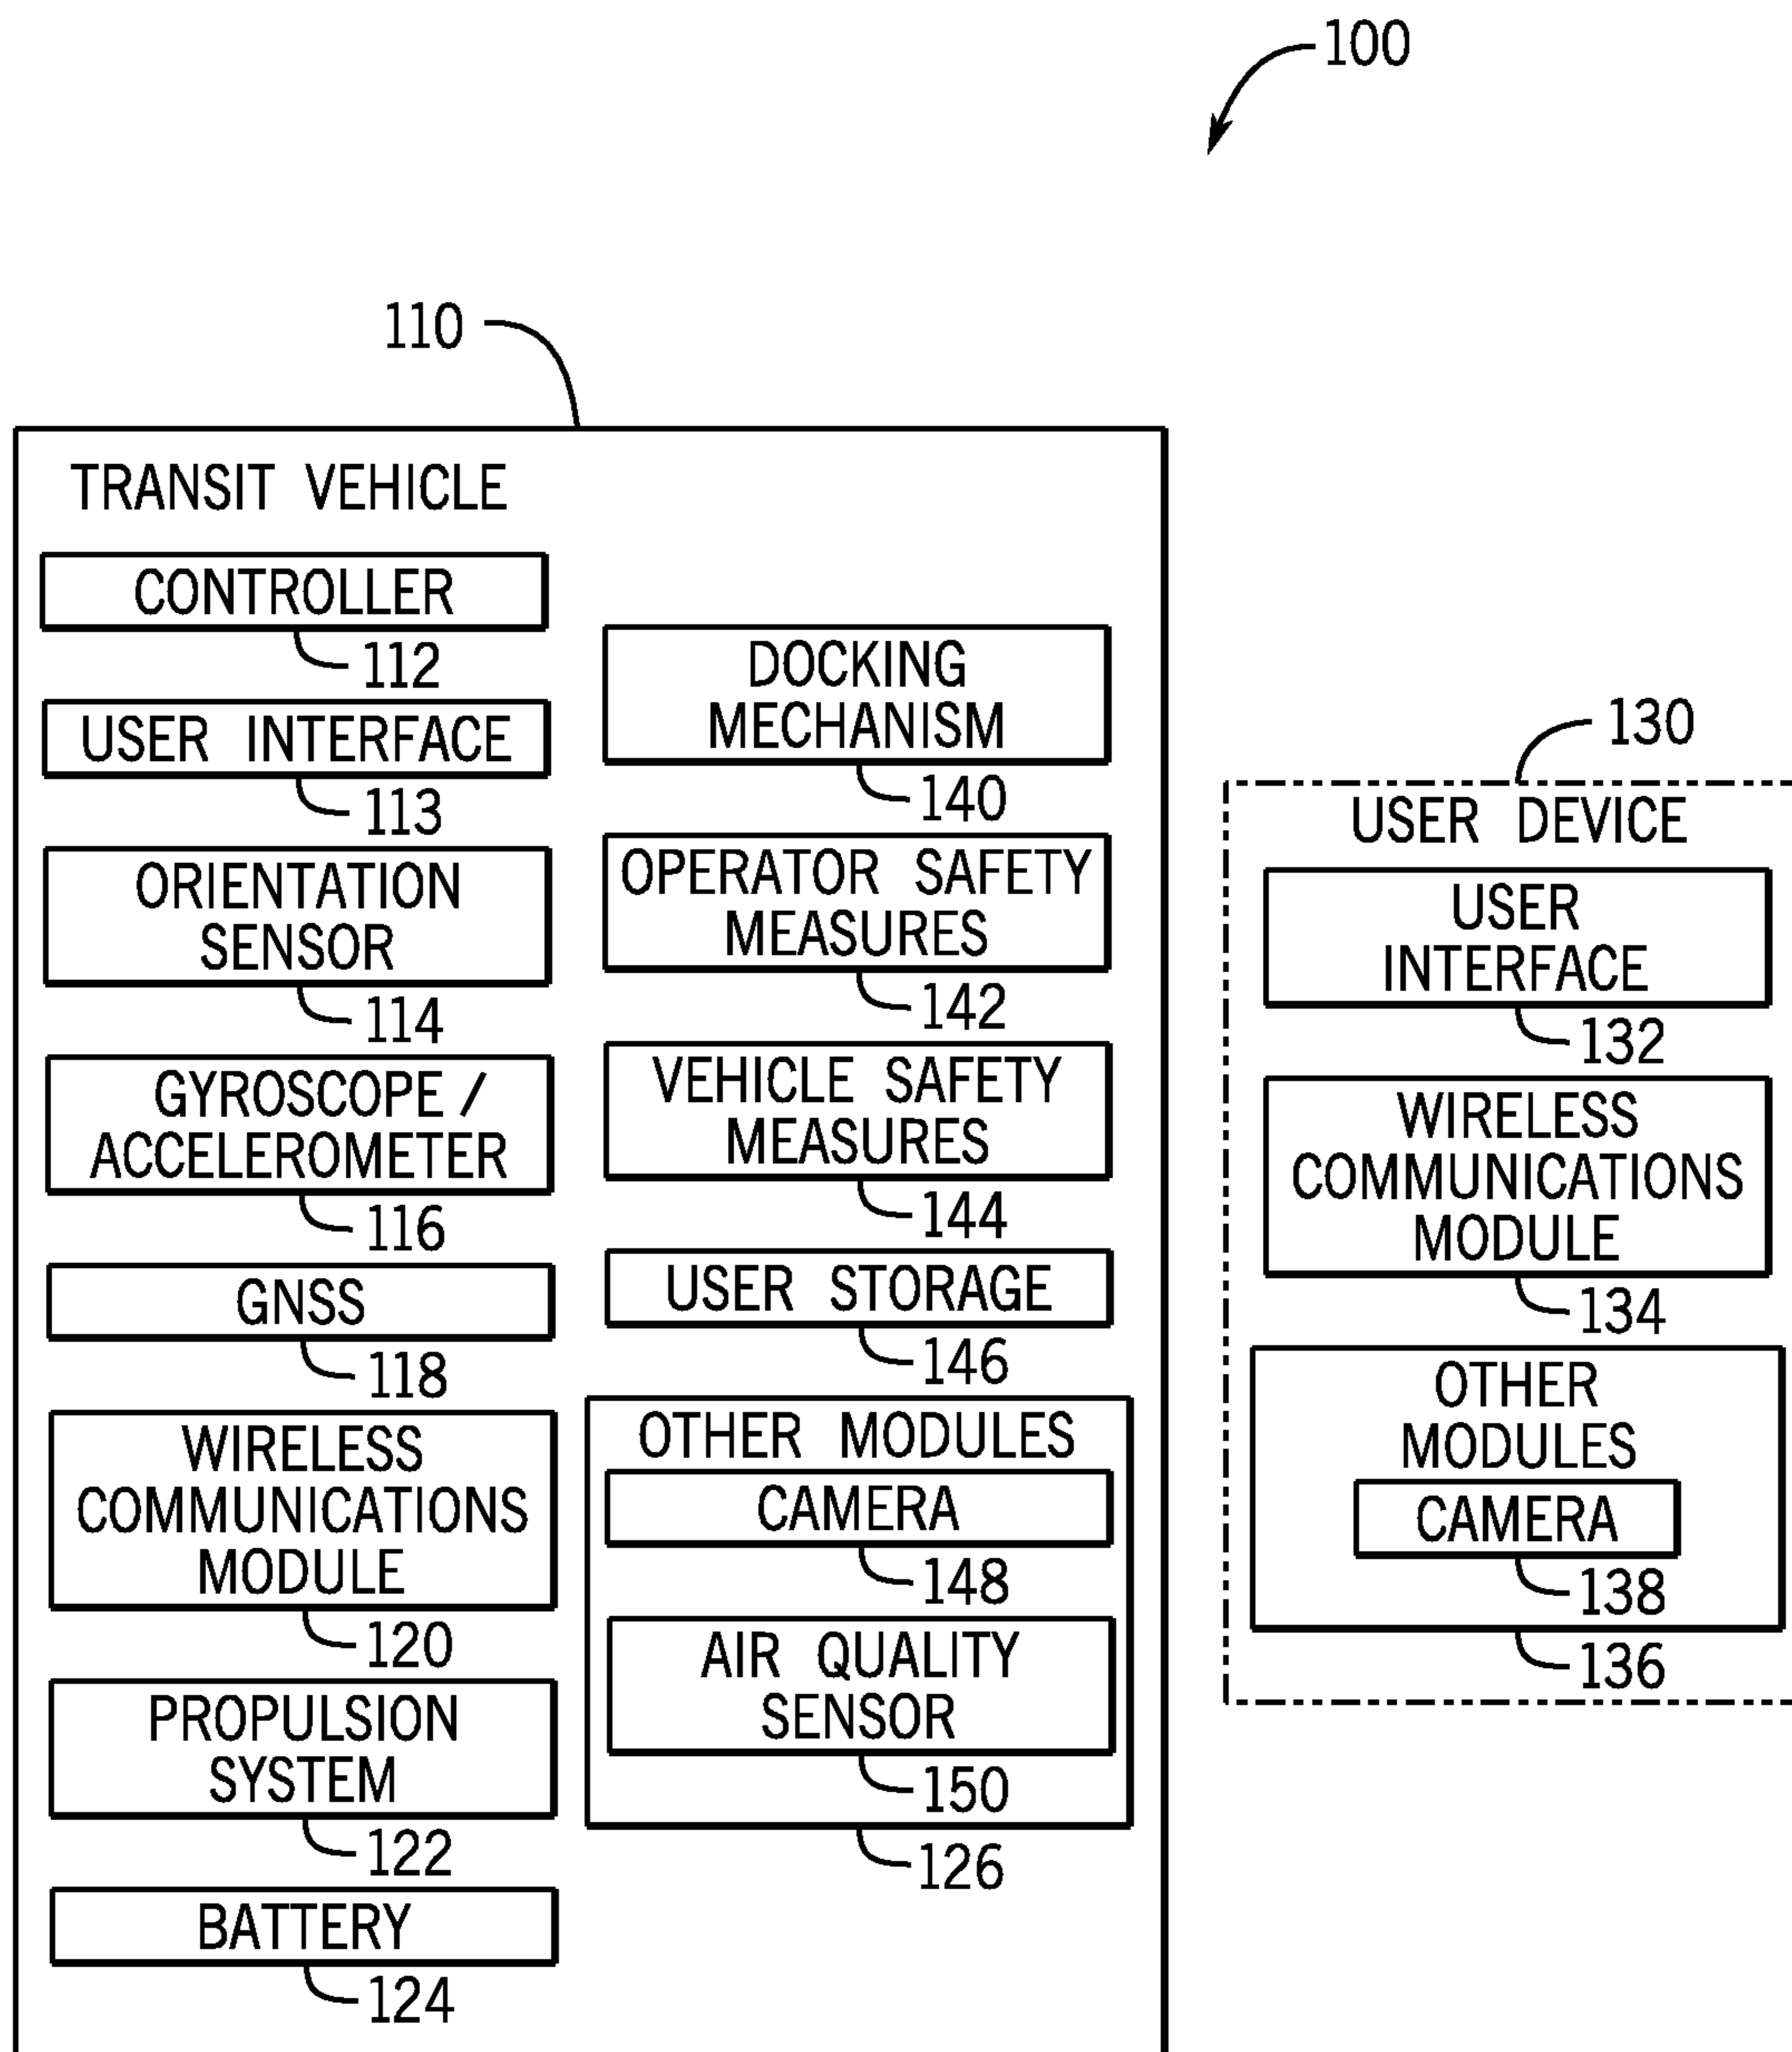 100
110
TRANSIT VEHICLE
CONTROLLER
112
USER INTERFACE
113
ORIENTATION
SENSOR
114
GYROSCOPE /
ACCELEROMETER
116
GNSS
118
WIRELESS
COMMUNICATIONS
MODULE
120
PROPULSION
SYSTEM
122
BATTERY
124
DOCKING
MECHANISM
140
OPERATOR SAFETY
MEASURES
142
VEHICLE SAFETY
MEASURES
144
USER STORAGE
146
OTHER MODULES
CAMERA
148
AIR QUALITY
SENSOR
150
126
130
USER DEVICE
USER
INTERFACE
132
WIRELESS
COMMUNICATIONS
MODULE
134
OTHER
MODULES
CAMERA
138
136